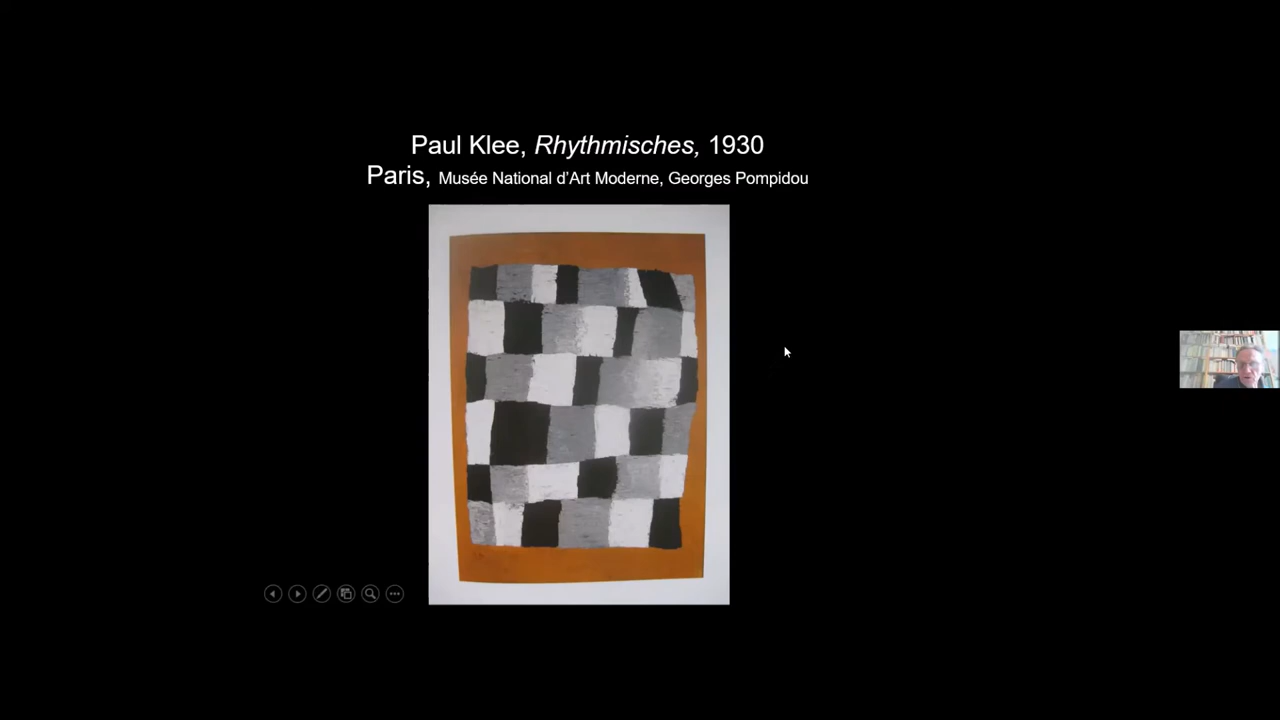 Paul Klee, Rhythmisches, 1930
Paris, Musée National d’Art Moderne, Georges Pompidou